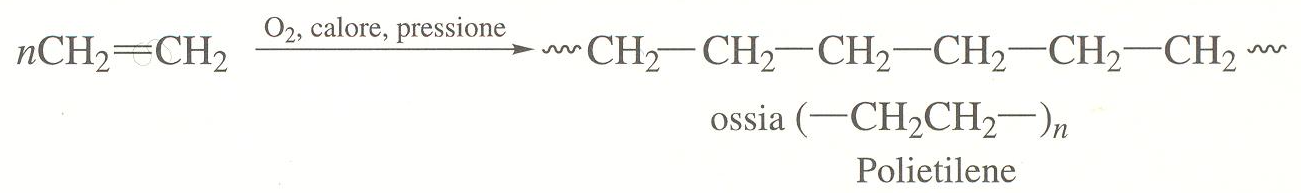 O₂, calore, pressione
nCH₂=CH₂ → CH₂—CH₂—CH₂—CH₂—CH₂—CH₂
ossia (—CH₂CH₂—)n
Polietilene